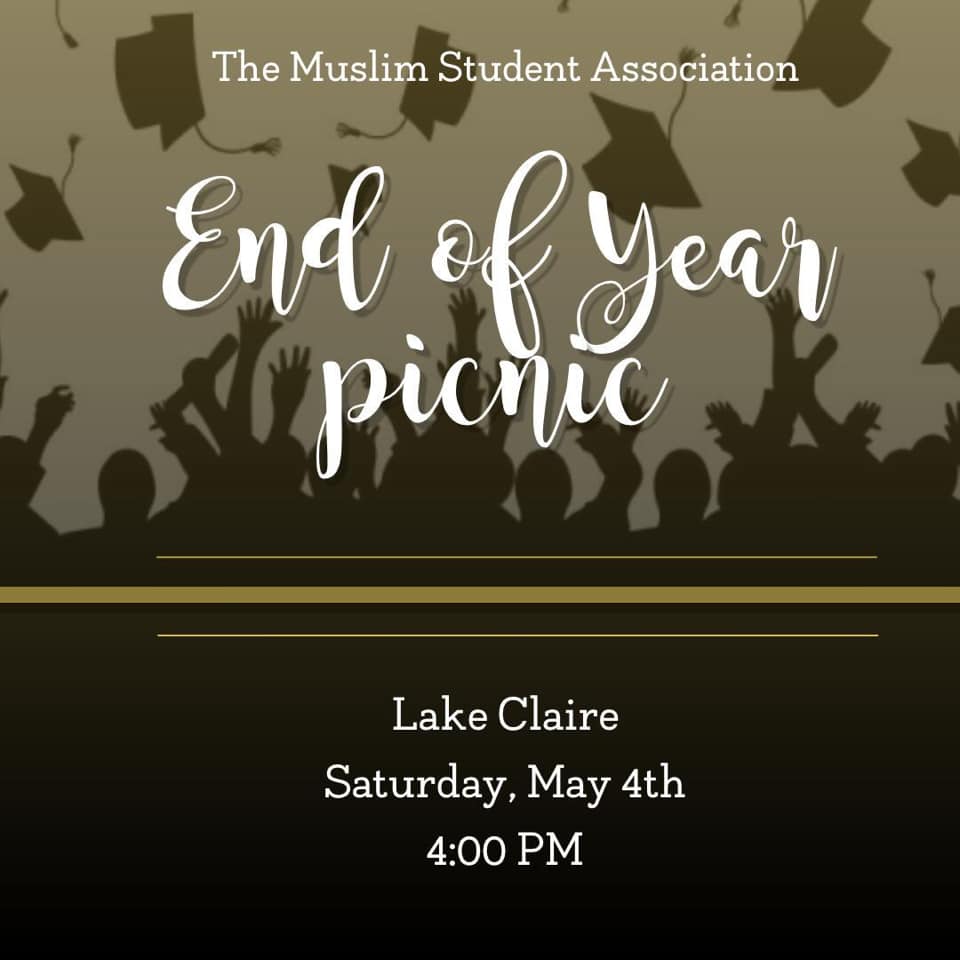 The Muslim Student Association
End of Year
picnic
Lake Claire
Saturday, May 4th
4:00 PM